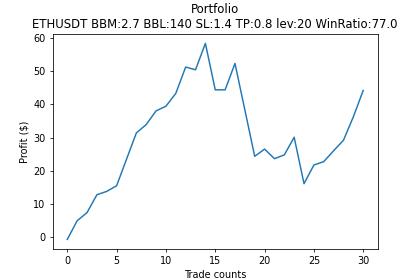 Portfolio
ETHUSDT BBM:2.7 BBL:140 SL:1.4 TP:0.8 lev:20 WinRatio:77.0
60
50
40
30
20
10
0
Profit ($)
0 5 10 15 20 25 30
Trade counts